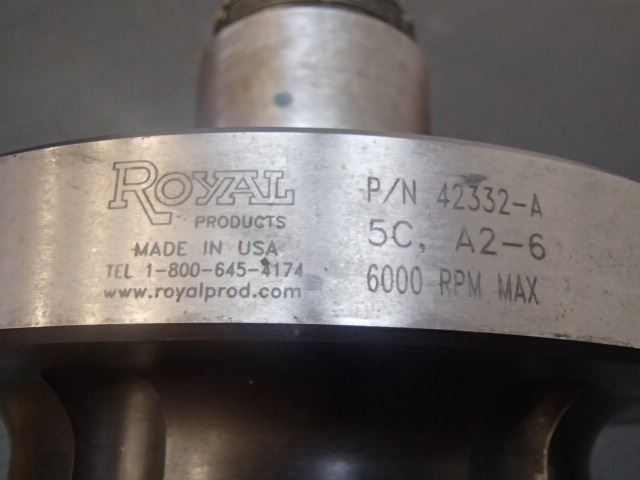 ROYAL
PRODUCTS
MADE IN USA
TEL 1-800-645-4174
www.royalprod.com
P/N 42332-A
5C, A2-6
6000 RPM MAX